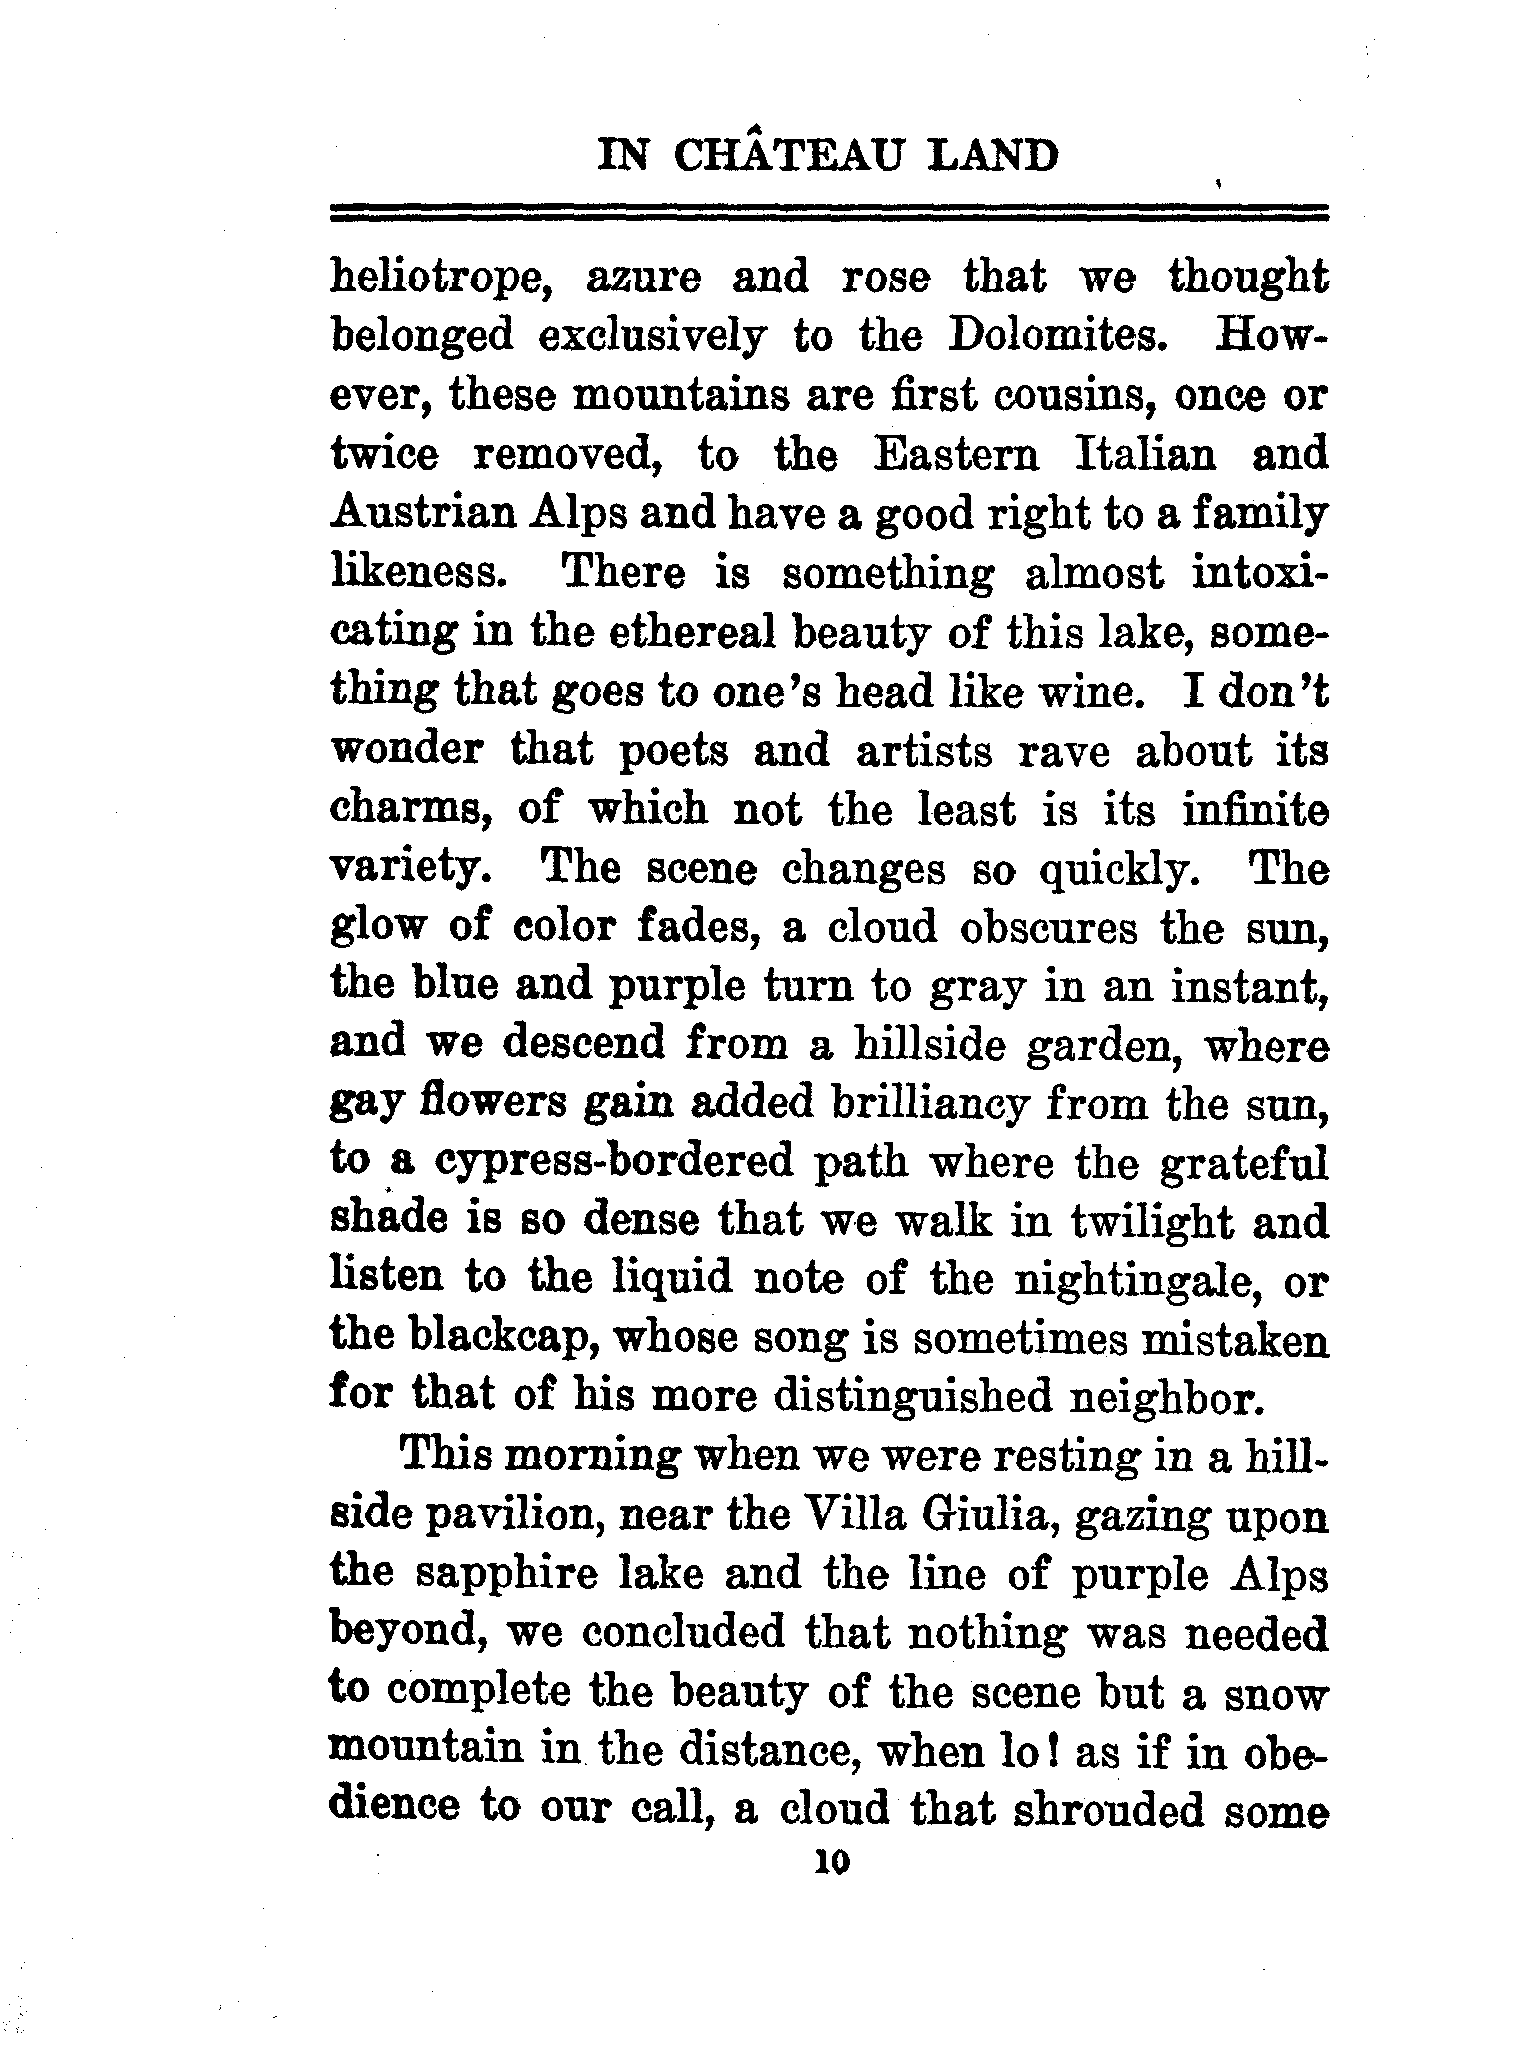 IN CHÂTEAU LAND
heliotrope, azure and rose that we thought
belonged exclusively to the Dolomites. How-
ever, these mountains are first cousins, once or
twice removed, to the Eastern Italian and
Austrian Alps and have a good right to a family
likeness. There is something almost intoxi-
cating in the ethereal beauty of this lake, some-
thing that goes to one's head like wine. I don't
wonder that poets and artists rave about its
charms, of which not the least is its infinite
variety. The scene changes so quickly. The
glow of color fades, a cloud obscures the sun,
the blue and purple turn to gray in an instant,
and we descend from a hillside garden, where
gay flowers gain added brilliancy from the sun,
to a cypress-bordered path where the grateful
shade is so dense that we walk in twilight and
listen to the liquid note of the nightingale, or
the blackcap, whose song is sometimes mistaken
for that of his more distinguished neighbor.
This morning when we were resting in a hill-
side pavilion, near the Villa Giulia, gazing upon
the sapphire lake and the line of purple Alps
beyond, we concluded that nothing was needed
to complete the beauty of the scene but a snow
mountain in the distance, when lo! as if in obe-
dience to our call, a cloud that shrouded some
10